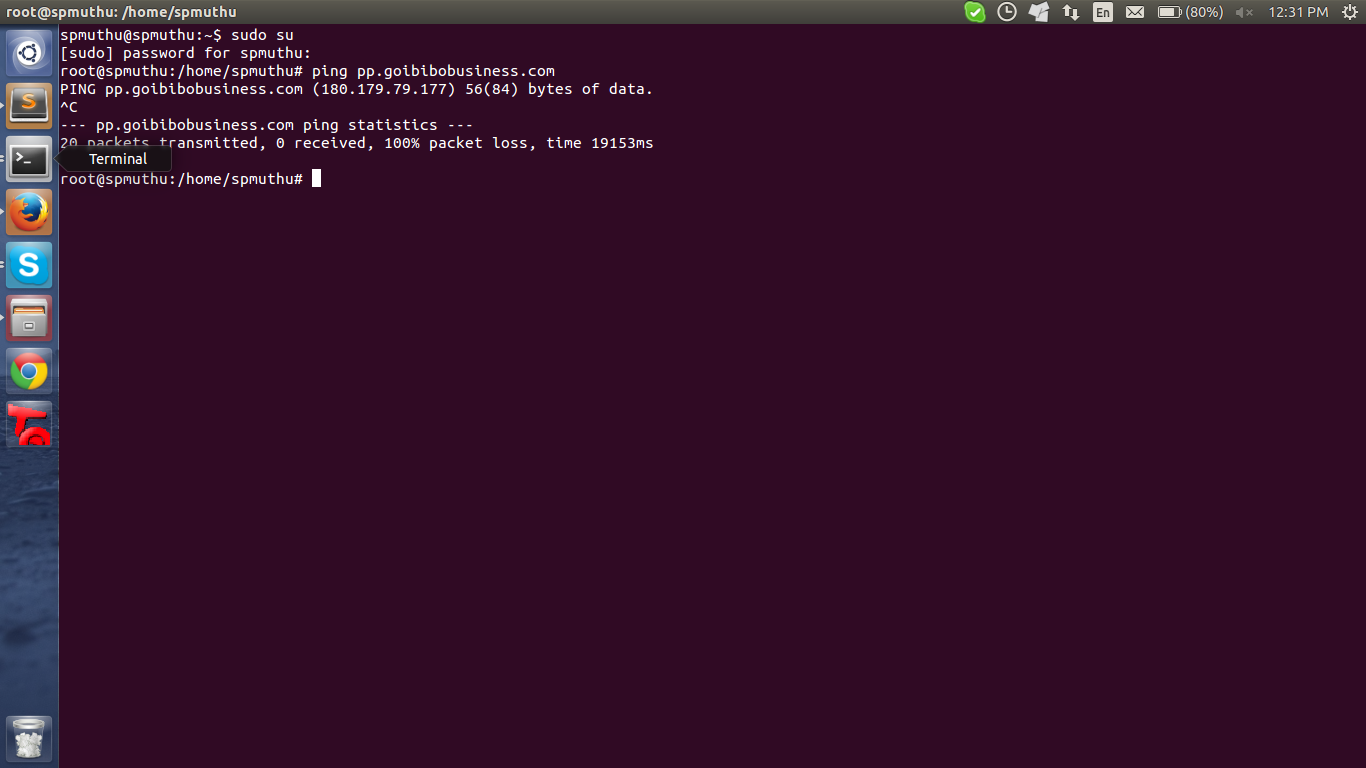 root@spmuthu: /home/spmuthu
En
(80%)
12:31 PM
spmuthu@spmuthu:~$ sudo su
[sudo] password for spmuthu:
root@spmuthu:/home/spmuthu# ping pp.goibibobusiness.com
PING pp.goibibobusiness.com (180.179.79.177) 56(84) bytes of data.
^C
--- pp.goibibobusiness.com ping statistics ---
20 packets transmitted, 0 received, 100% packet loss, time 19153ms
Terminal
root@spmuthu:/home/spmuthu#